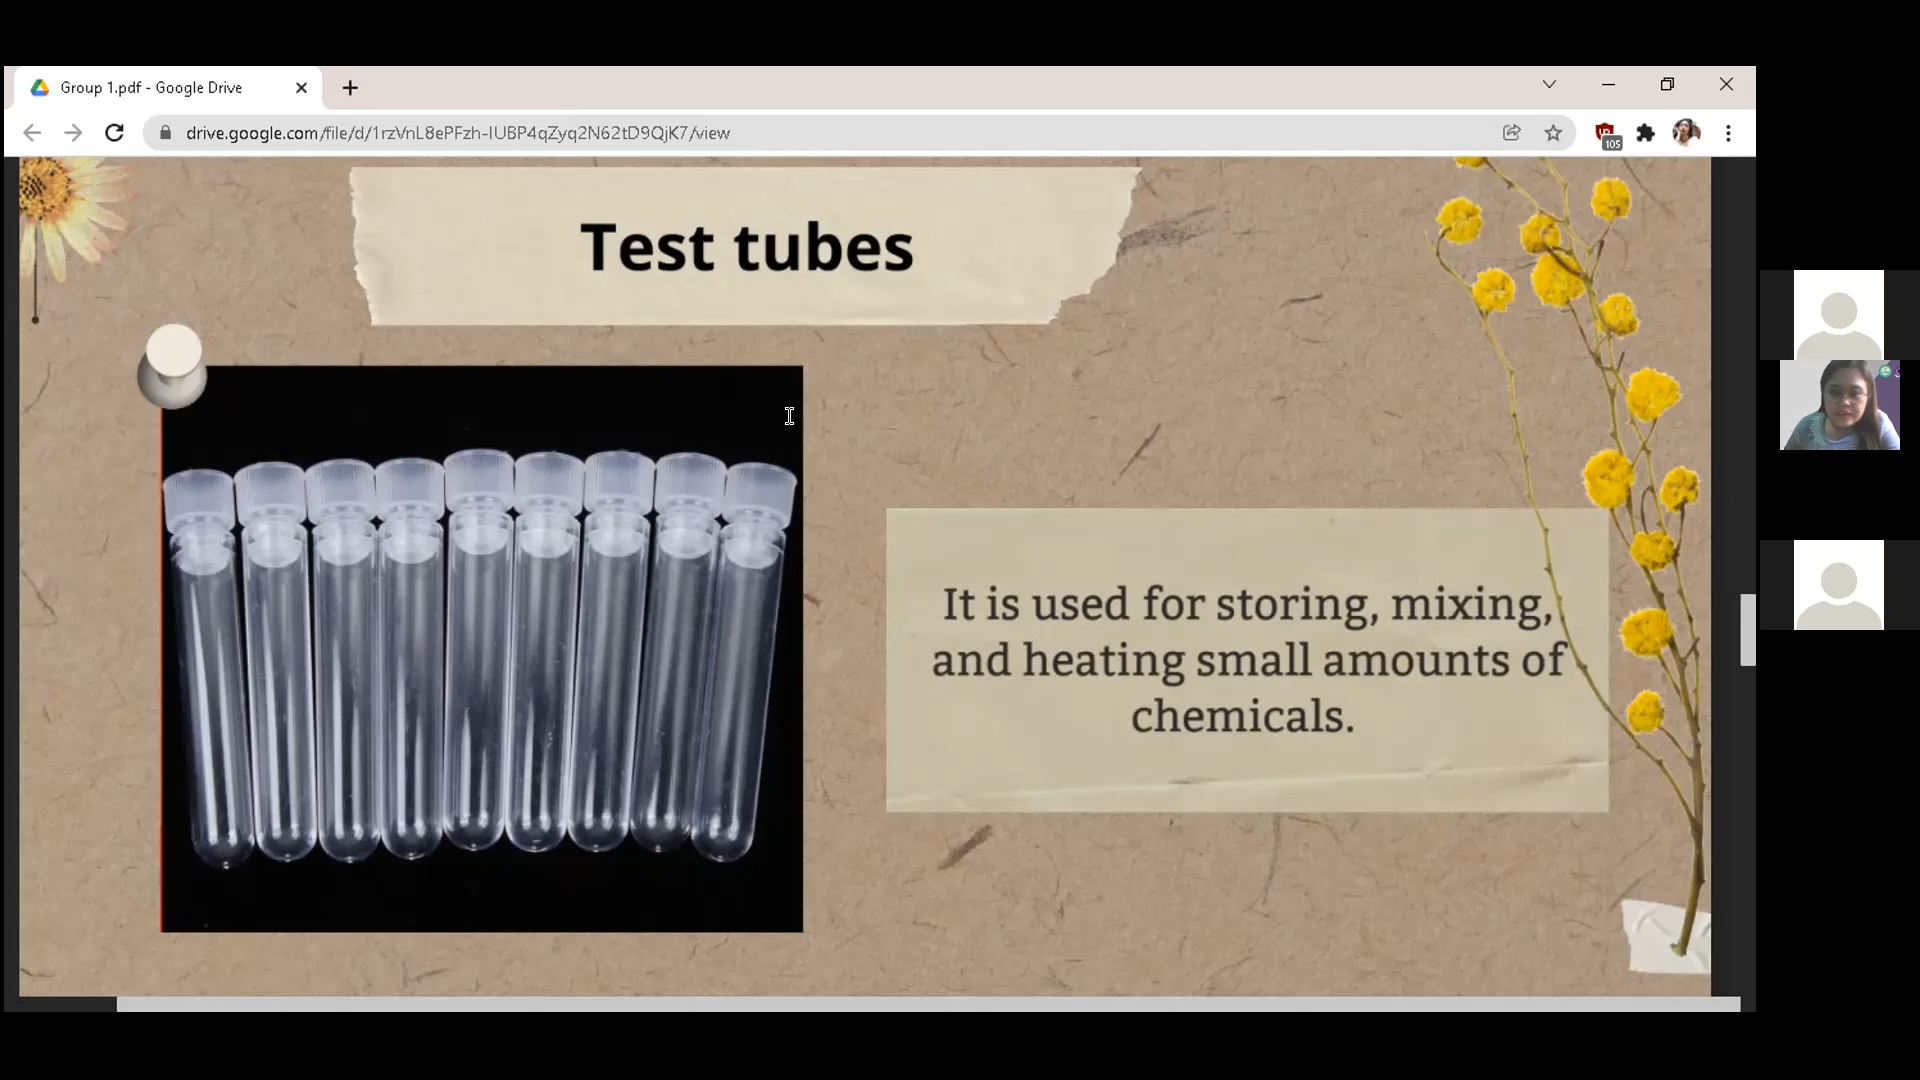 Group 1.pdf - Google Drive
drive.google.com/file/d/1rzVnL8ePFzh-IUBP4qZyq2N62tD9QjK7/view
105
Test tubes
It is used for storing, mixing,
and heating small amounts of
chemicals.